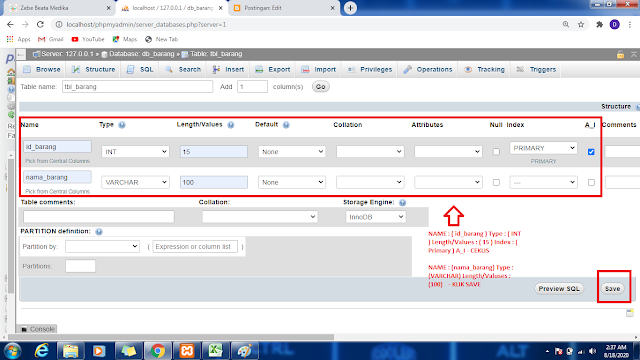 Zebe Beata Medika
localhost / 127.0.0.1 / db_barang
Postingan: Edit
localhost/phpmyadmin/server_databases.php?server=1
Gmail
YouTube
Maps
Server: 127.0.0.1 » Database: db_barang » Table: tbl_barang
Browse Structure SQL Search Insert Export Import Privileges Operations Tracking Triggers
Table name: tbl_barang Add 1 column(s) Go
Structure
Name Type Length/Values Default Collation Attributes Null Index A_I Comments
id_barang INT 15 None PRIMARY
Pick from Central Columns PRIMARY
nama_barang VARCHAR 100 None ---
Pick from Central Columns
Table comments: Collation: Storage Engine:
InnoDB
PARTITION definition:
Partition by: ( Expression or column list )
Partitions:
NAME : ( id_barang ) Type : ( INT
) Length/Values : ( 15 ) Index : (
Primary ) A_I - CEKLIS
NAME : (nama_barang) Type :
(VARCHAR) Length/Values :
(100) - KLIK SAVE
Preview SQL Save
Console
2:37 AM
8/18/2020